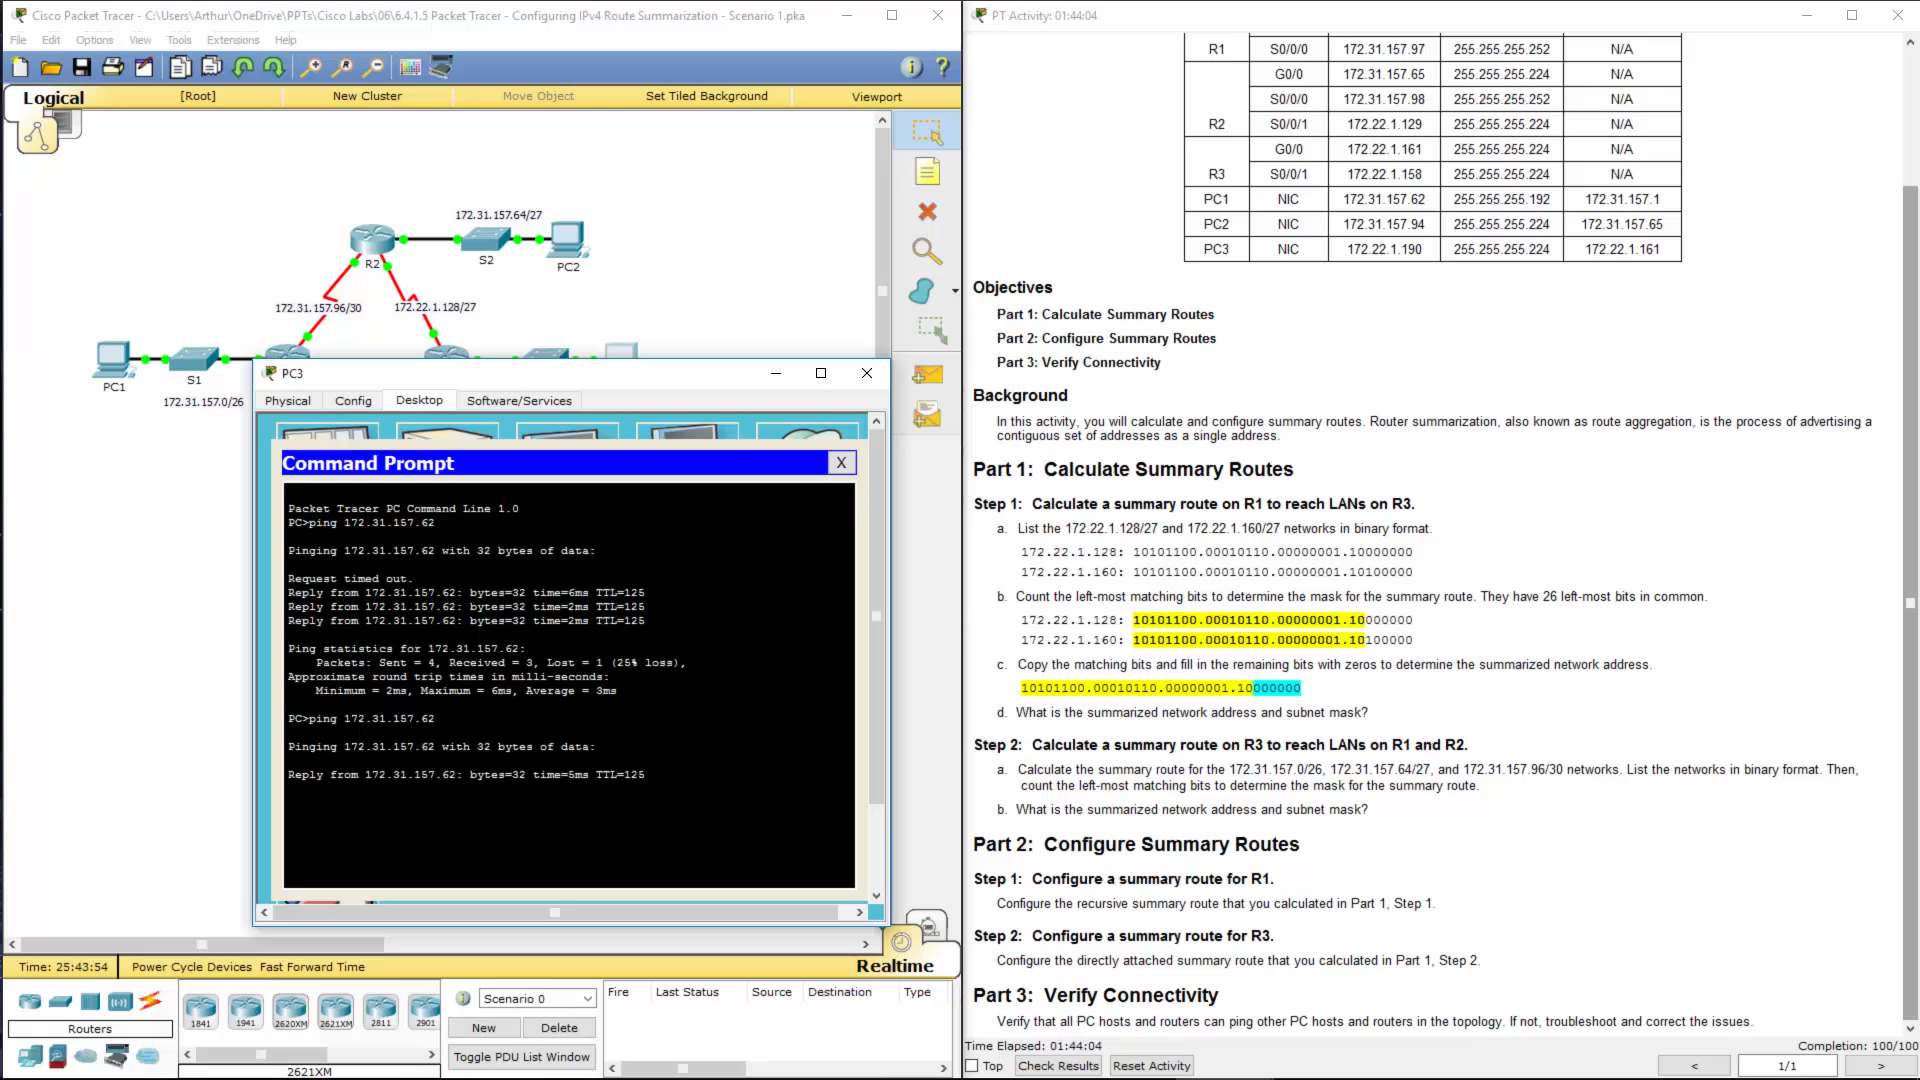 Cisco Packet Tracer - C:\Users\Arthur\OneDrive\PPTs\Cisco Labs\06\6.4.1.5 Packet Tracer - Configuring IPv4 Route Summarization - Scenario 1.pka
File Edit Options View Tools Extensions Help
Logical [Root] New Cluster Move Object Set Tiled Background Viewport
172.31.157.64/27
R2
S2
PC2
172.31.157.96/30
172.22.1.128/27
PC1
S1
172.31.157.0/26
PC3
Physical Config Desktop Software/Services
Command Prompt X
Packet Tracer PC Command Line 1.0
PC>ping 172.31.157.62
Pinging 172.31.157.62 with 32 bytes of data:
Request timed out.
Reply from 172.31.157.62: bytes=32 time=6ms TTL=125
Reply from 172.31.157.62: bytes=32 time=2ms TTL=125
Reply from 172.31.157.62: bytes=32 time=2ms TTL=125
Ping statistics for 172.31.157.62:
Packets: Sent = 4, Received = 3, Lost = 1 (25% loss),
Approximate round trip times in milli-seconds:
Minimum = 2ms, Maximum = 6ms, Average = 3ms
PC>ping 172.31.157.62
Pinging 172.31.157.62 with 32 bytes of data:
Reply from 172.31.157.62: bytes=32 time=5ms TTL=125
Realtime
Time: 25:43:54 Power Cycle Devices Fast Forward Time
Routers
1841 1941 2620XM 2621XM 2811 2901
2621XM
Scenario 0
New Delete
Toggle PDU List Window
Fire Last Status Source Destination Type
PT Activity: 01:44:04
R1 S0/0/0 172.31.157.97 255.255.255.252 N/A
G0/0 172.31.157.65 255.255.255.224 N/A
S0/0/0 172.31.157.98 255.255.255.252 N/A
R2 S0/0/1 172.22.1.129 255.255.255.224 N/A
G0/0 172.22.1.161 255.255.255.224 N/A
R3 S0/0/1 172.22.1.158 255.255.255.224 N/A
PC1 NIC 172.31.157.62 255.255.255.192 172.31.157.1
PC2 NIC 172.31.157.94 255.255.255.224 172.31.157.65
PC3 NIC 172.22.1.190 255.255.255.224 172.22.1.161
Objectives
Part 1: Calculate Summary Routes
Part 2: Configure Summary Routes
Part 3: Verify Connectivity
Background
In this activity, you will calculate and configure summary routes. Router summarization, also known as route aggregation, is the process of advertising a
contiguous set of addresses as a single address.
Part 1: Calculate Summary Routes
Step 1: Calculate a summary route on R1 to reach LANs on R3.
a. List the 172.22.1.128/27 and 172.22.1.160/27 networks in binary format.
172.22.1.128: 10101100.00010110.00000001.10000000
172.22.1.160: 10101100.00010110.00000001.10100000
b. Count the left-most matching bits to determine the mask for the summary route. They have 26 left-most bits in common.
172.22.1.128: 10101100.00010110.00000001.10000000
172.22.1.160: 10101100.00010110.00000001.10100000
c. Copy the matching bits and fill in the remaining bits with zeros to determine the summarized network address.
10101100.00010110.00000001.10000000
d. What is the summarized network address and subnet mask?
Step 2: Calculate a summary route on R3 to reach LANs on R1 and R2.
a. Calculate the summary route for the 172.31.157.0/26, 172.31.157.64/27, and 172.31.157.96/30 networks. List the networks in binary format. Then,
count the left-most matching bits to determine the mask for the summary route.
b. What is the summarized network address and subnet mask?
Part 2: Configure Summary Routes
Step 1: Configure a summary route for R1.
Configure the recursive summary route that you calculated in Part 1, Step 1.
Step 2: Configure a summary route for R3.
Configure the directly attached summary route that you calculated in Part 1, Step 2.
Part 3: Verify Connectivity
Verify that all PC hosts and routers can ping other PC hosts and routers in the topology. If not, troubleshoot and correct the issues.
Time Elapsed: 01:44:04 Completion: 100/100
Top Check Results Reset Activity < 1/1 >